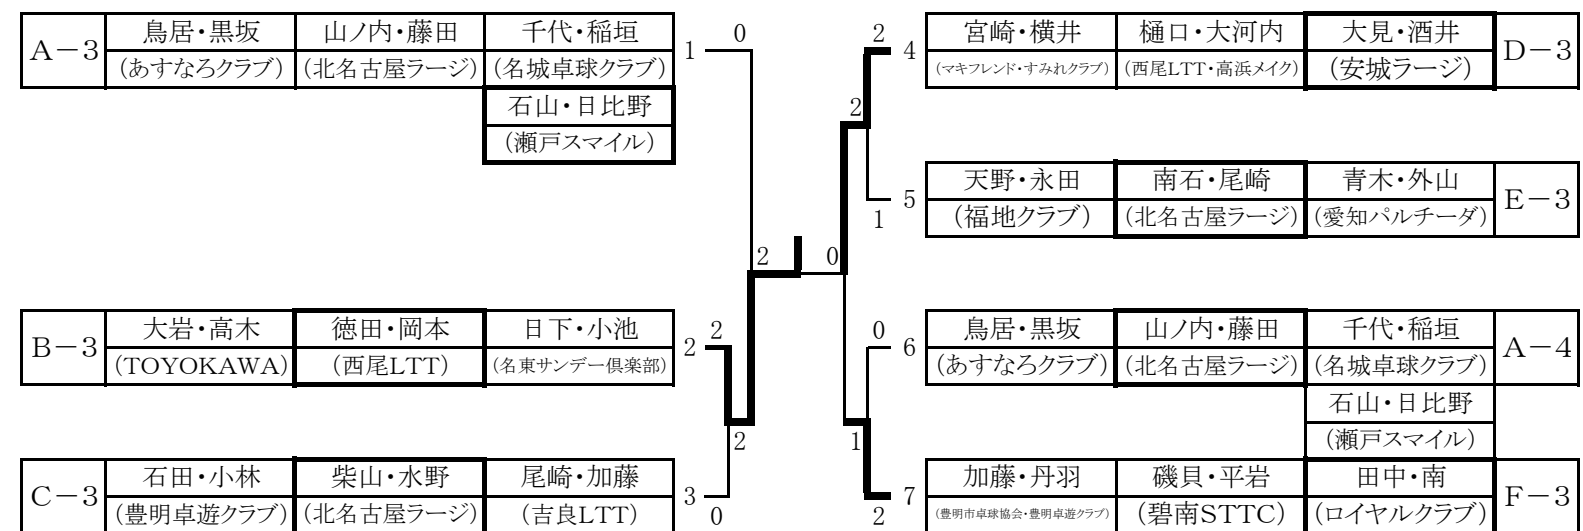 A－3 鳥居・黒坂 山ノ内・藤田 千代・稲垣 1 0
(あすなろクラブ) (北名古屋ラージ) (名城卓球クラブ)
石山・日比野
(瀬戸スマイル)
B－3 大岩・高木 徳田・岡本 日下・小池 2 2
(TOYOKAWA) (西尾LTT) (名東サンデー倶楽部)
2
C－3 石田・小林 柴山・水野 尾崎・加藤 3 0
(豊明卓遊クラブ) (北名古屋ラージ) (吉良LTT)
2 0
2 4 宮崎・横井 樋口・大河内 大見・酒井 D－3
(マキフレンド・すみれクラブ) (西尾LTT・高浜メイク) (安城ラージ)
2
1 5 天野・永田 南石・尾崎 青木・外山 E－3
(福地クラブ) (北名古屋ラージ) (愛知パルチーダ)
0 6 鳥居・黒坂 山ノ内・藤田 千代・稲垣 A－4
(あすなろクラブ) (北名古屋ラージ) (名城卓球クラブ)
石山・日比野
(瀬戸スマイル)
1
2 7 加藤・丹羽 磯貝・平岩 田中・南 F－3
(豊明市卓球協会・豊明卓遊クラブ) (碧南STTC) (ロイヤルクラブ)